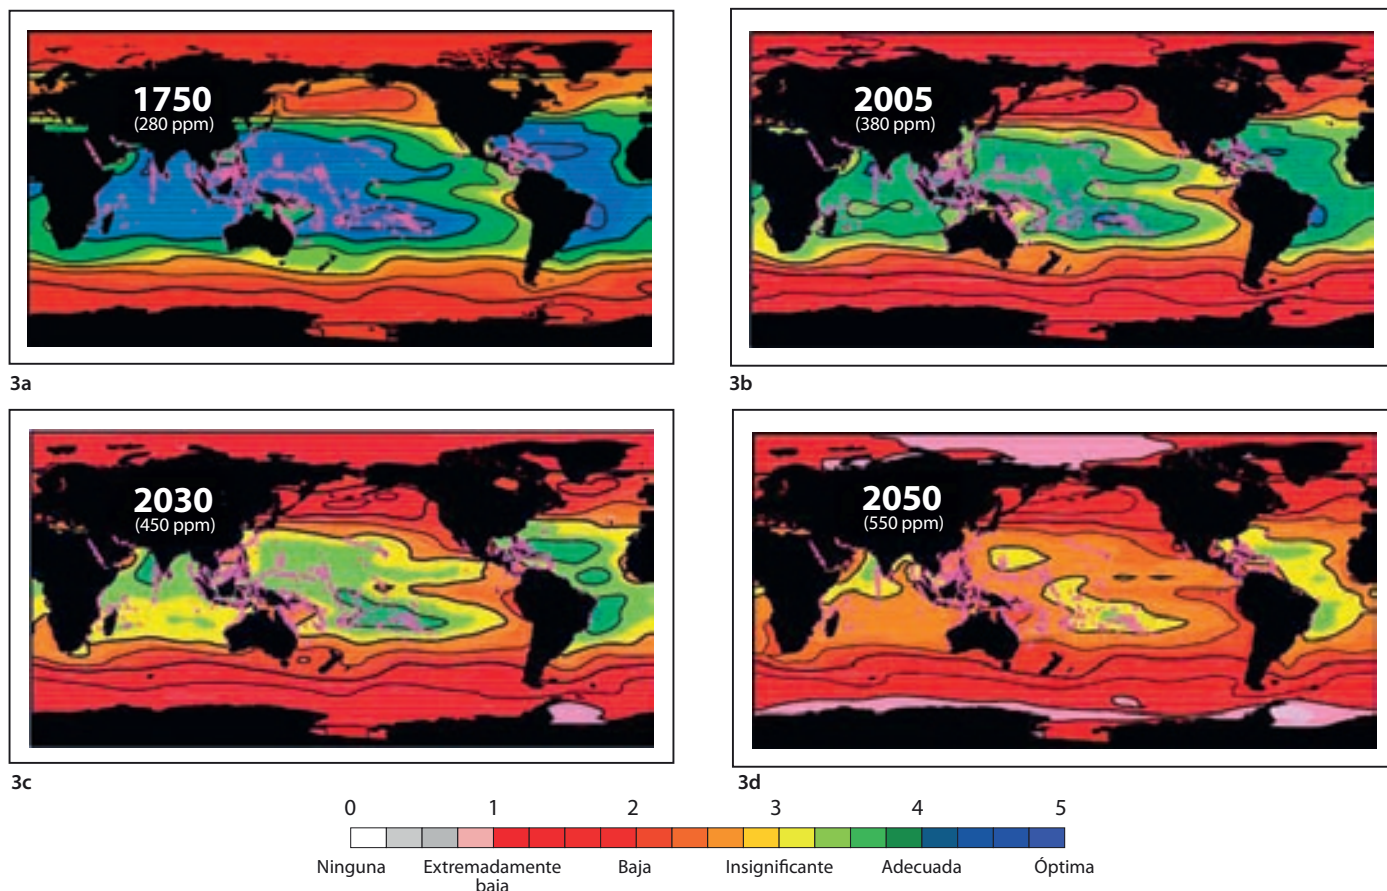 1750
(280 ppm)
2005
(380 ppm)
3a
3b
2030
(450 ppm)
2050
(550 ppm)
3c
3d
0 1 2 3 4 5
Ninguna Extremadamente baja Baja Insignificante Adecuada Óptima